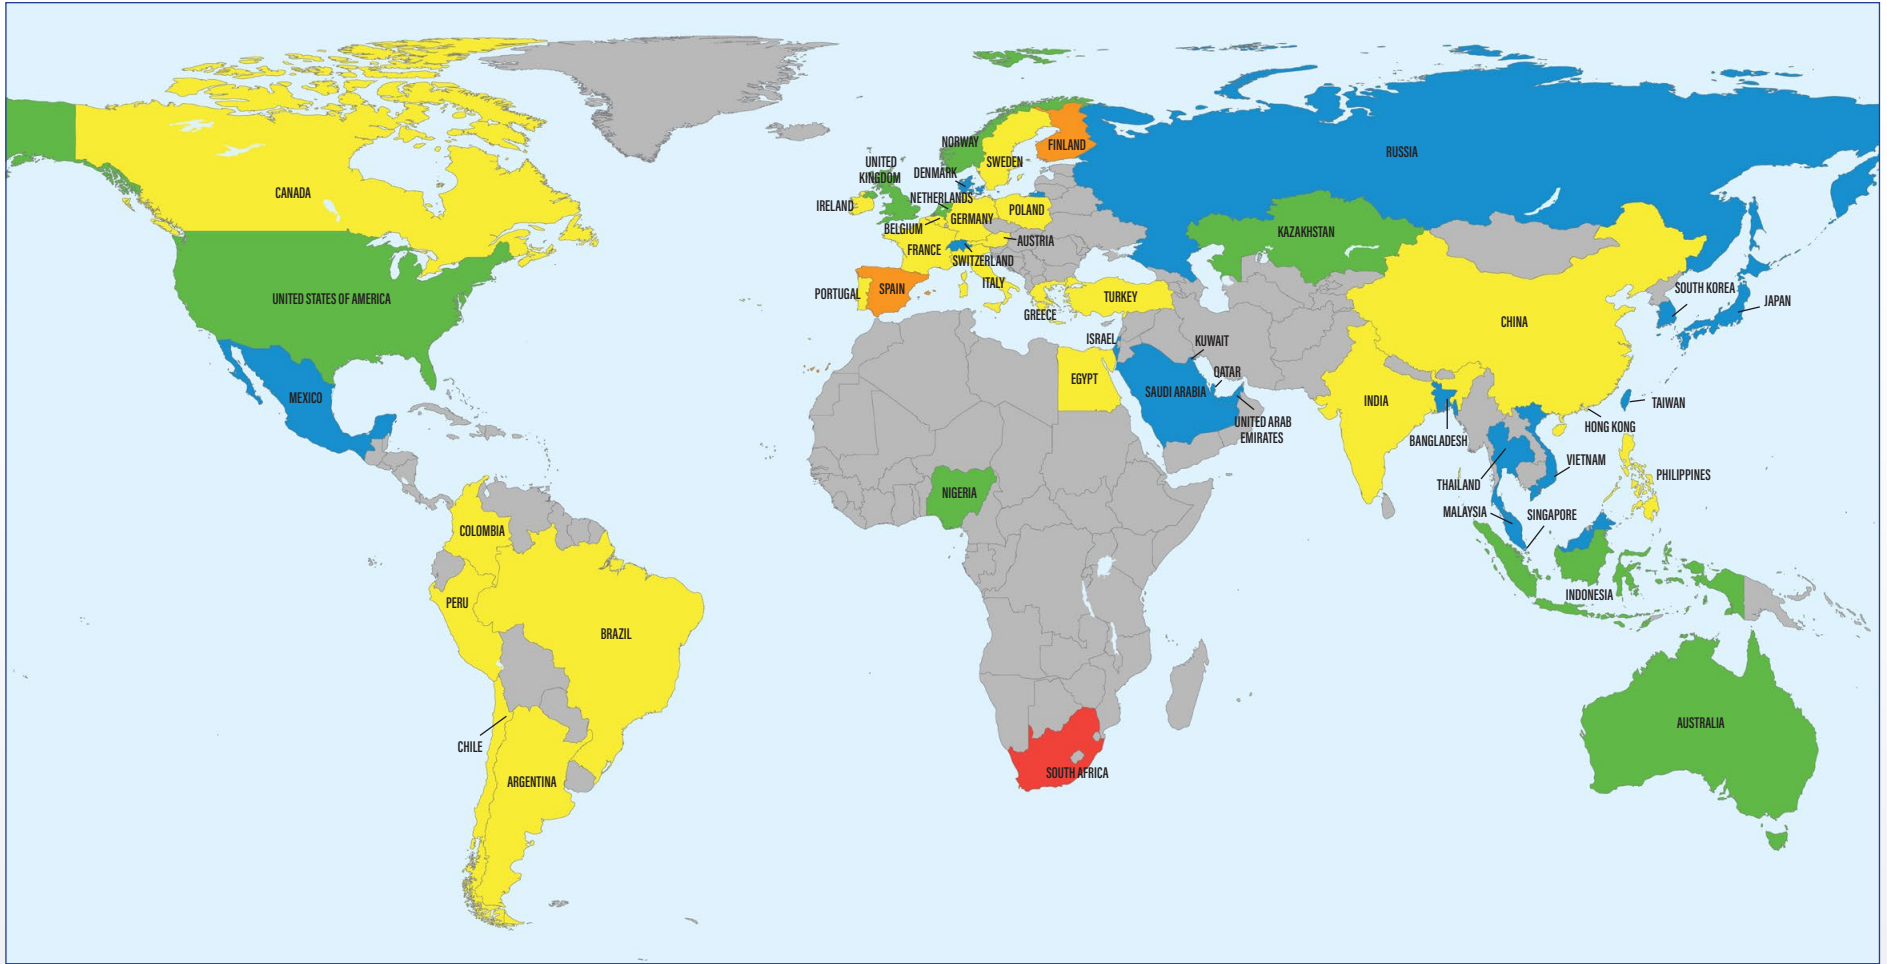 CANADA
UNITED STATES OF AMERICA
MEXICO
COLOMBIA
PERU
BRAZIL
CHILE
ARGENTINA
NORWAY
FINLAND
SWEDEN
UNITED
KINGDOM
DENMARK
NETHERLANDS
IRELAND
GERMANY
POLAND
BELGIUM
AUSTRIA
FRANCE
SWITZERLAND
ITALY
PORTUGAL
SPAIN
GREECE
TURKEY
RUSSIA
KAZAKHSTAN
ISRAEL
KUWAIT
QATAR
EGYPT
SAUDI ARABIA
UNITED ARAB
EMIRATES
NIGERIA
SOUTH AFRICA
CHINA
SOUTH KOREA
JAPAN
INDIA
TAIWAN
HONG KONG
BANGLADESH
VIETNAM
PHILIPPINES
THAILAND
MALAYSIA
SINGAPORE
INDONESIA
AUSTRALIA